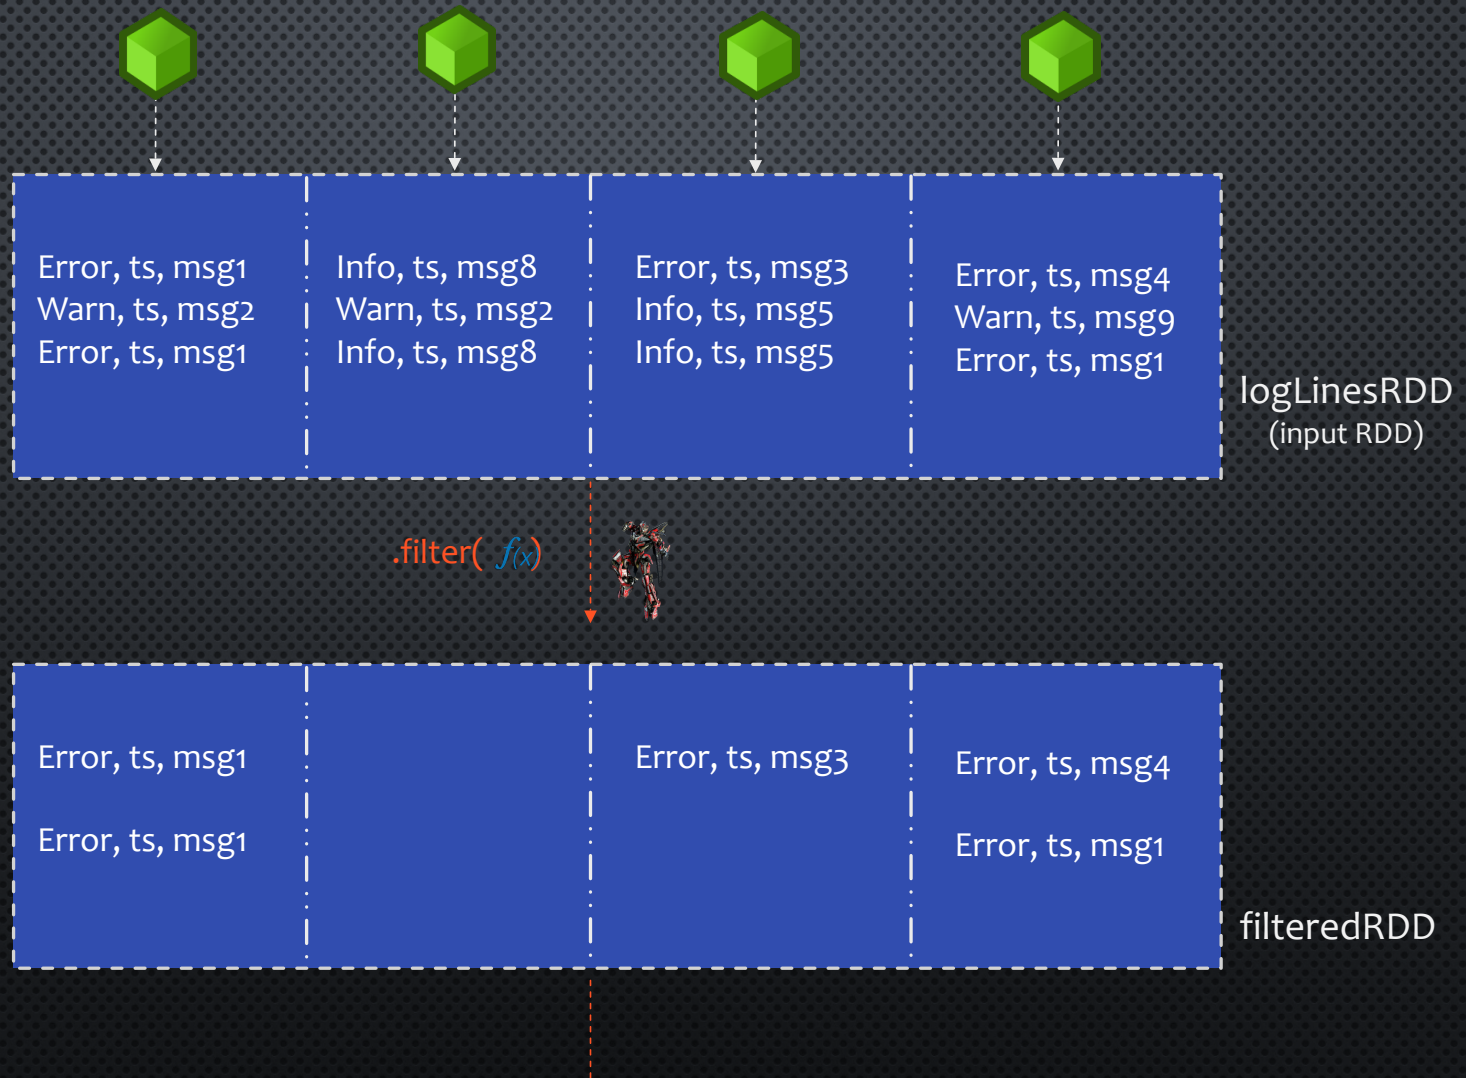 Error, ts, msg1
Warn, ts, msg2
Error, ts, msg1
Info, ts, msg8
Warn, ts, msg2
Info, ts, msg8
Error, ts, msg3
Info, ts, msg5
Info, ts, msg5
Error, ts, msg4
Warn, ts, msg9
Error, ts, msg1
logLinesRDD
(input RDD)
.filter( f(x))
Error, ts, msg1
Error, ts, msg1
Error, ts, msg3
Error, ts, msg4
Error, ts, msg1
filteredRDD